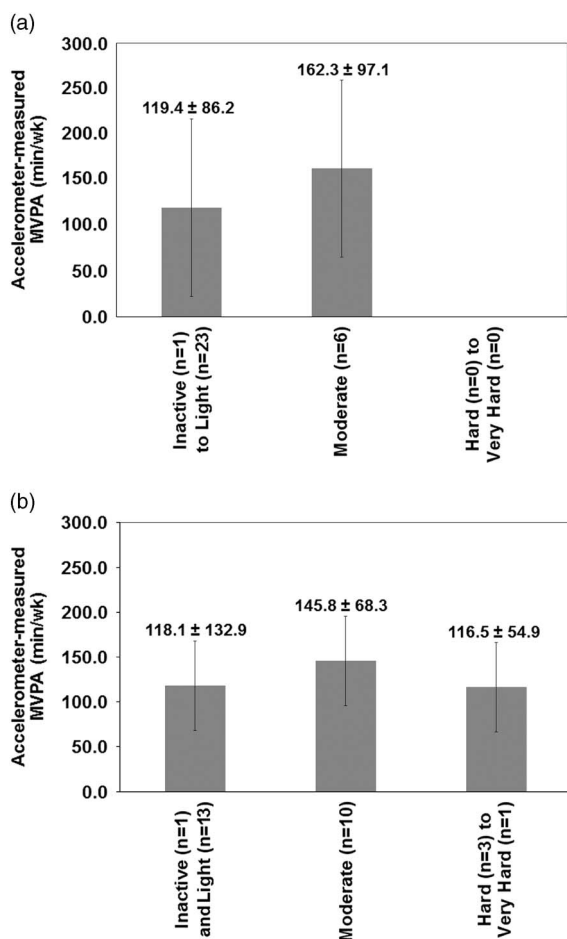 (a)
Accelerometer-measured
MVPA (min/wk)
300.0
250.0
200.0
150.0
100.0
50.0
0.0
119.4 ± 86.2
162.3 ± 97.1
Inactive (n=1)
to Light (n=23)
Moderate (n=6)
Hard (n=0) to
Very Hard (n=0)
(b)
Accelerometer-measured
MVPA (min/wk)
300.0
250.0
200.0
150.0
100.0
50.0
0.0
118.1 ± 132.9
145.8 ± 68.3
116.5 ± 54.9
Inactive (n=1)
and Light (n=13)
Moderate (n=10)
Hard (n=3) to
Very Hard (n=1)